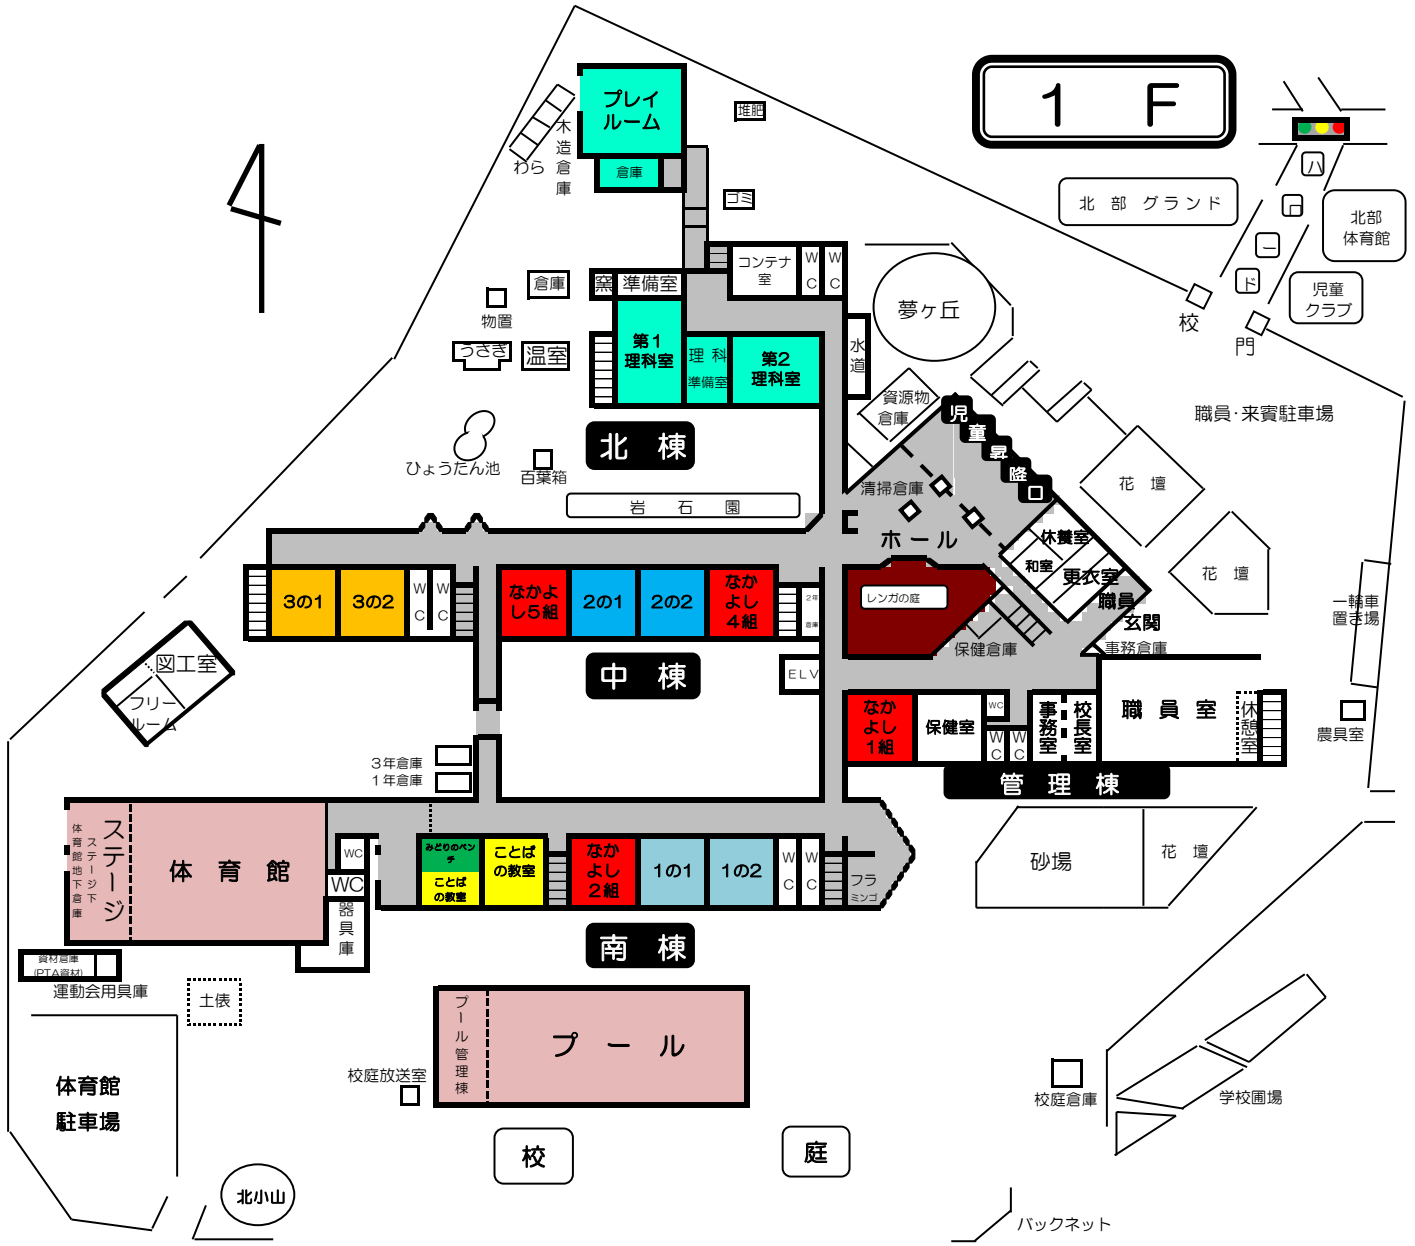 １　Ｆ
プレイ
ルーム
倉庫
木造倉庫
わら
堆肥
ゴミ
コンテナ
室
WC
WC
北　部　グランド
ハ
ロ
ー
ド
北部
体育館
児童
クラブ
校
門
職員･来賓駐車場
倉庫
物置
うさぎ
温室
窯
準備室
第１
理科室
理　科
準備室
第２
理科室
水道
夢ヶ丘
資源物
倉庫
児
童
昇
降
口
北　棟
ひょうたん池
百葉箱
岩　石　園
清掃倉庫
ホール
花　壇
花　壇
休養室
和室
更衣室
職員
玄関
事務倉庫
保健倉庫
レンガの庭
一輪車
置き場
3の1
3の2
WC
WC
なかよ
し５組
2の1
2の2
なか
よし
４組
２年
倉庫
中　棟
ＥＬＶ
図工室
フリー
ルーム
なか
よし
１組
保健室
WC
WC
WC
事務室
校長室
職　員　室
休憩室
農具室
管　理　棟
３年倉庫
１年倉庫
ステージ
ステージ下
体育館地下倉庫
体　育　館
WC
WC
器具庫
みどりのベン
チ
ことば
の教室
ことば
の教室
なか
よし
２組
1の1
1の2
WC
WC
フラ
ミンゴ
砂場
花　壇
南　棟
資材倉庫
(PTA資材)
運動会用具庫
土俵
プール管理棟
プ　ー　ル
校庭放送室
体育館
駐車場
校庭倉庫
学校圃場
校
庭
北小山
バックネット